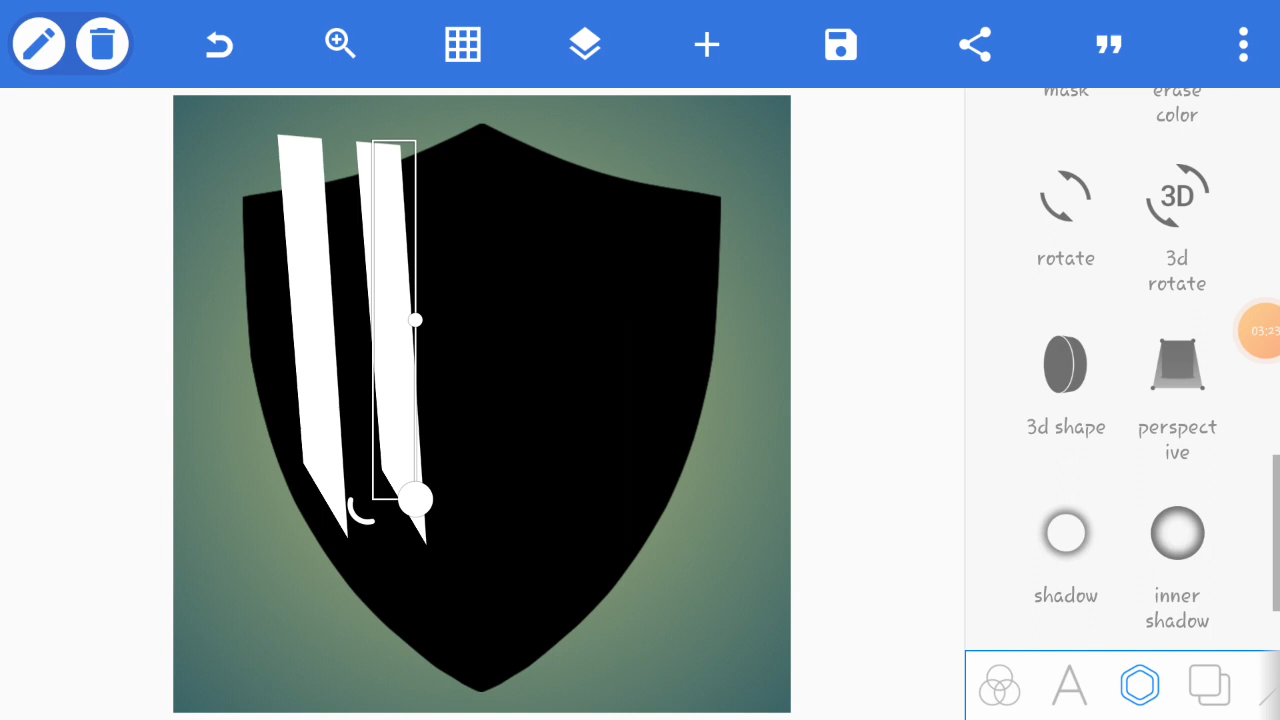 mask
erase
color
rotate
3d
rotate
3D
3d shape
perspect
ive
shadow
inner
shadow
03:23